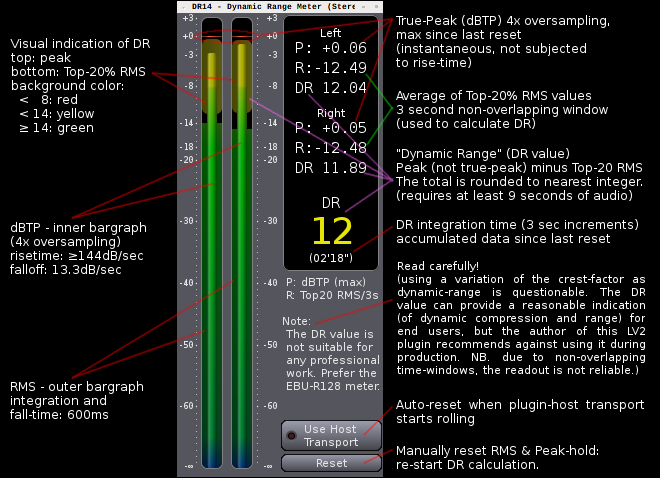 DR14 - Dynamic Range Meter (Stere
Visual indication of DR
top: peak
bottom: Top-20% RMS
background color:
<   8: red
< 14: yellow
≥ 14: green
dBTP - inner bargraph
(4x oversampling)
risetime: ≥144dB/sec
falloff: 13.3dB/sec
RMS - outer bargraph
integration and
fall-time: 600ms
+3
+0
-3
-8
-14
-18
-20
-30
-40
-50
-60
-∞
+3
+0
-3
-8
-14
-18
-20
-30
-40
-50
-60
-∞
Left
P: +0.06
R:-12.49
DR 12.04
Right
P: +0.05
R:-12.48
DR 11.89
DR
12
(02'18")
P: dBTP (max)
R: Top20 RMS/3s
Note:
The DR value is
not suitable for
any professional
work. Prefer the
EBU-R128 meter.
Use Host
Transport
Reset
True-Peak (dBTP) 4x oversampling,
max since last reset
(instantaneous, not subjected
to rise-time)
Average of Top-20% RMS values
3 second non-overlapping window
(used to calculate DR)
"Dynamic Range" (DR value)
Peak (not true-peak) minus Top-20 RMS
The total is rounded to nearest integer.
(requires at least 9 seconds of audio)
DR integration time (3 sec increments)
accumulated data since last reset
Read carefully!
(using a variation of the crest-factor as
dynamic-range is questionable. The DR
value can provide a reasonable indication
(of dynamic compression and range) for
end users, but the author of this LV2
plugin recommends against using it during
production. NB. due to non-overlapping
time-windows, the readout is not reliable.)
Auto-reset when plugin-host transport
starts rolling
Manually reset RMS & Peak-hold:
re-start DR calculation.